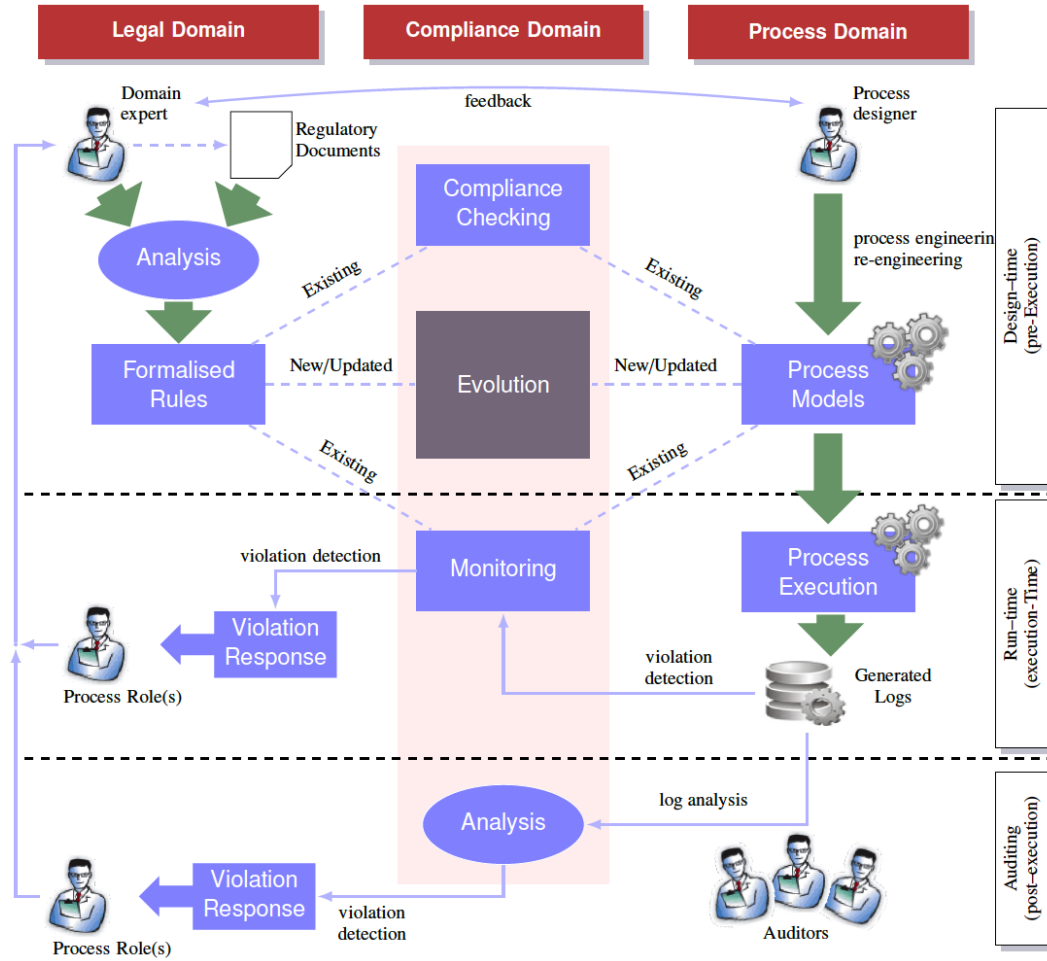 Legal Domain
Compliance Domain
Process Domain
Domain
expert
feedback
Process
designer
Regulatory
Documents
Compliance
Checking
Analysis
process engineerin
re-engineering
Existing
Existing
Design–time
(pre-Execution)
Formalised
Rules
New/Updated
Evolution
New/Updated
Process
Models
Existing
Existing
violation detection
Monitoring
Process
Execution
Run–time
(execution-Time)
Violation
Response
Process Role(s)
violation
detection
Generated
Logs
log analysis
Analysis
Auditing
(post–execution)
Violation
Response
violation
detection
Process Role(s)
Auditors